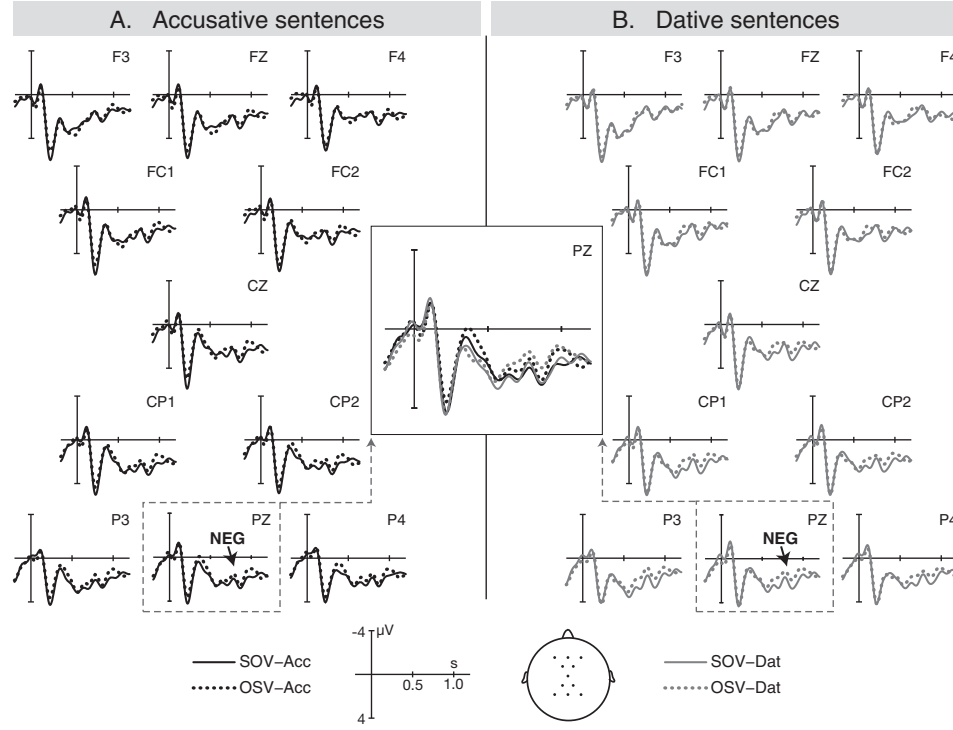 A. Accusative sentences
B. Dative sentences
F3 FZ F4
F3 FZ F4
FC1 FC2
FC1 FC2
PZ
CZ
CZ
CP1 CP2
CP1 CP2
P3 PZ P4
NEG
P3 PZ P4
NEG
SOV–Acc
OSV–Acc
-4 µV
s
0.5 1.0
4
SOV–Dat
OSV–Dat